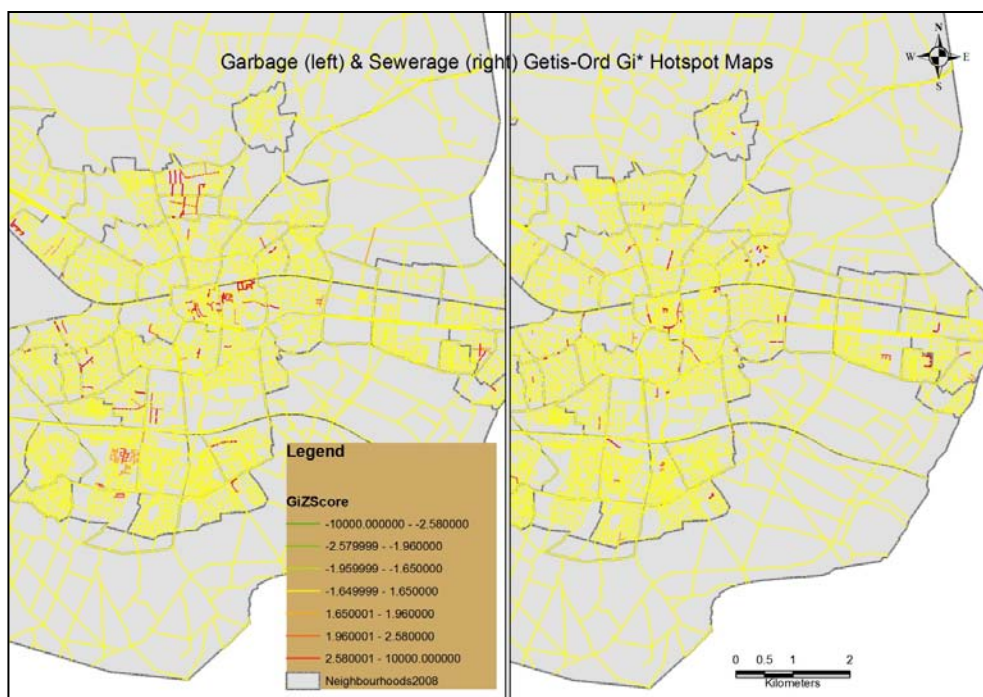 Garbage (left) & Sewerage (right) Getis-Ord Gi* Hotspot Maps
N
W E
S
Legend
GiZScore
-10000.000000 - -2.580000
-2.579999 - -1.960000
-1.959999 - -1.650000
-1.649999 - 1.650000
1.650001 - 1.960000
1.960001 - 2.580000
2.580001 - 10000.000000
Neighbourhoods2008
0 0.5 1 2
Kilometers